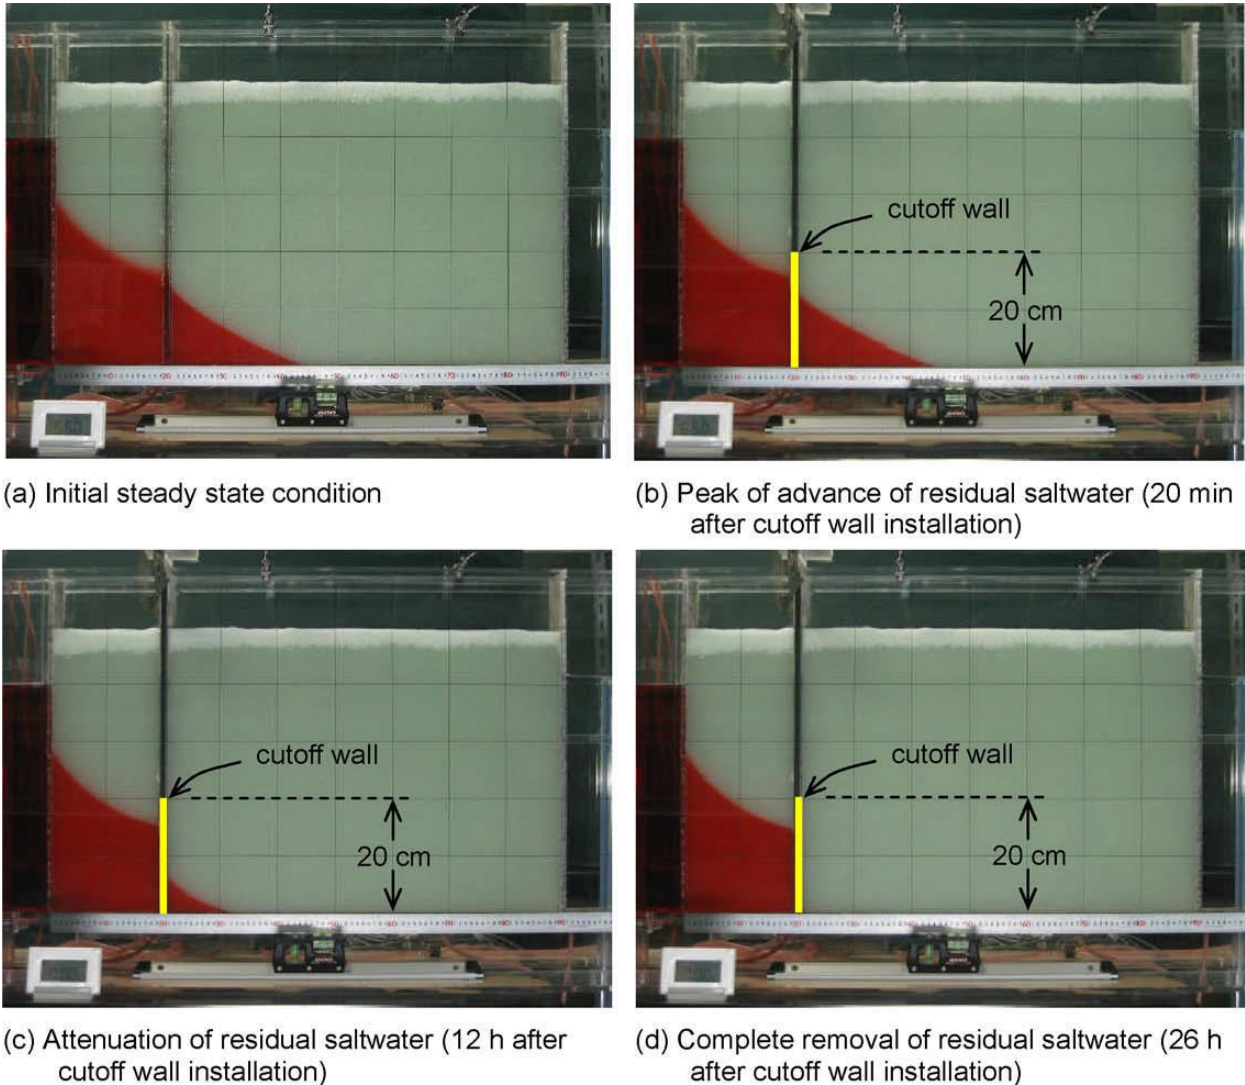 cutoff wall
20 cm
(a) Initial steady state condition
(b) Peak of advance of residual saltwater (20 min
after cutoff wall installation)
cutoff wall
20 cm
cutoff wall
20 cm
(c) Attenuation of residual saltwater (12 h after
cutoff wall installation)
(d) Complete removal of residual saltwater (26 h
after cutoff wall installation)